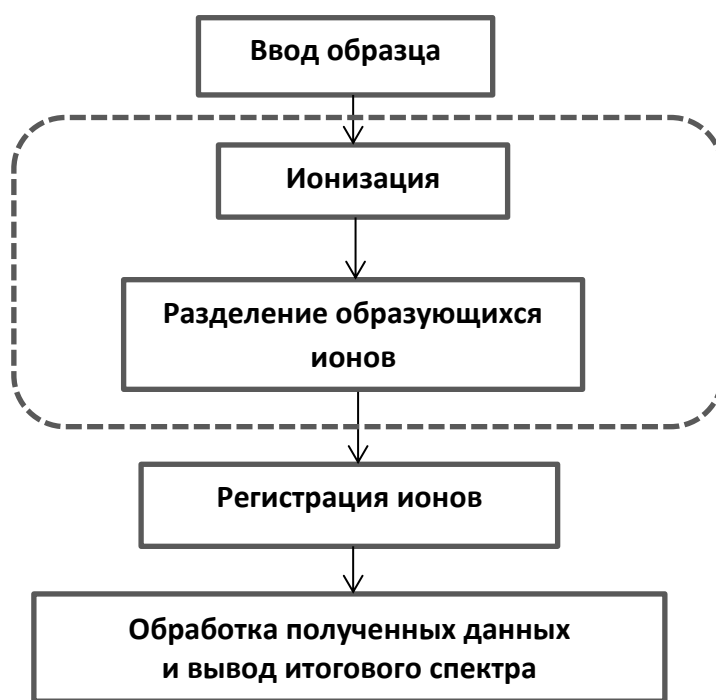 Ввод образца
Ионизация
Разделение образующихся
ионов
Регистрация ионов
Обработка полученных данных
и вывод итогового спектра